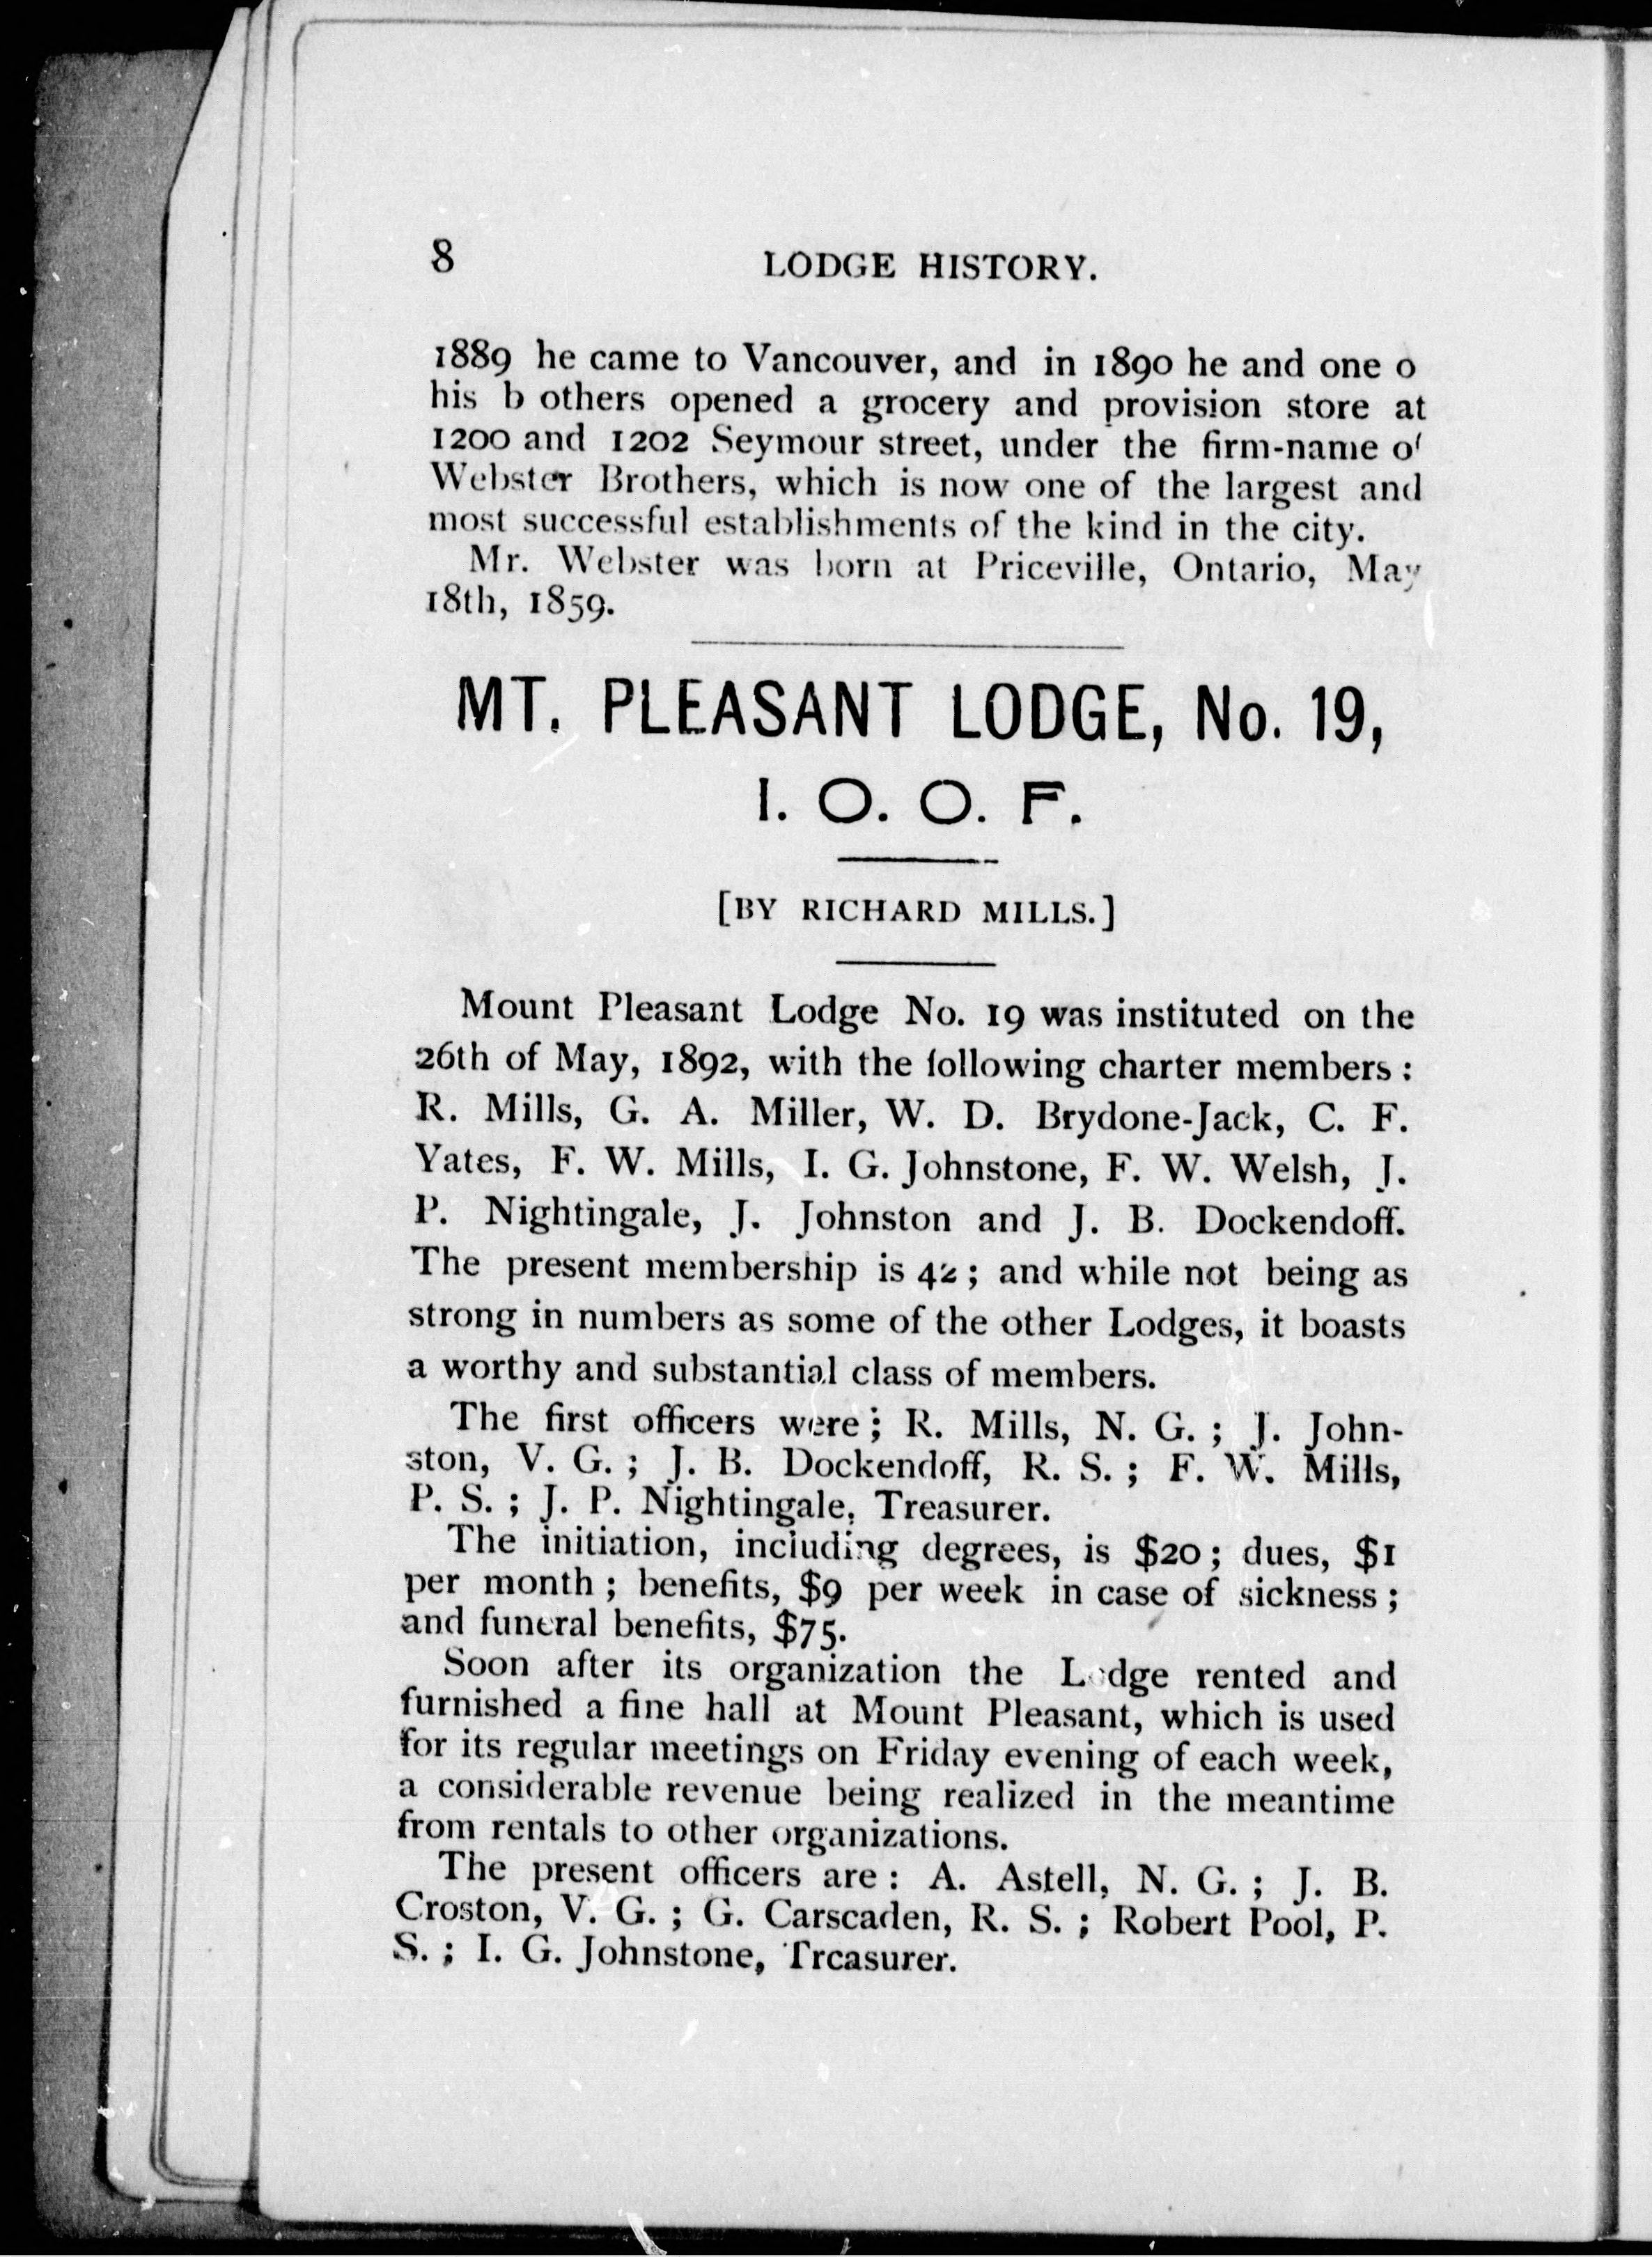 8 LODGE HISTORY.
1889 he came to Vancouver, and in 1890 he and one o
his b others opened a grocery and provision store at
1200 and 1202 Seymour street, under the firm-name o'
Webster Brothers, which is now one of the largest and
most successful establishments of the kind in the city.
Mr. Webster was born at Priceville, Ontario, May
18th, 1859.
MT. PLEASANT LODGE, No. 19,
I. O. O. F.
[BY RICHARD MILLS.]
Mount Pleasant Lodge No. 19 was instituted on the
26th of May, 1892, with the following charter members :
R. Mills, G. A. Miller, W. D. Brydone-Jack, C. F.
Yates, F. W. Mills, I. G. Johnstone, F. W. Welsh, J.
P. Nightingale, J. Johnston and J. B. Dockendoff.
The present membership is 42 ; and while not being as
strong in numbers as some of the other Lodges, it boasts
a worthy and substantial class of members.
The first officers were ; R. Mills, N. G. ; J. John-
ston, V. G. ; J. B. Dockendoff, R. S. ; F. W. Mills,
P. S. ; J. P. Nightingale, Treasurer.
The initiation, including degrees, is $20 ; dues, $1
per month ; benefits, $9 per week in case of sickness ;
and funeral benefits, $75.
Soon after its organization the Lodge rented and
furnished a fine hall at Mount Pleasant, which is used
for its regular meetings on Friday evening of each week,
a considerable revenue being realized in the meantime
from rentals to other organizations.
The present officers are : A. Astell, N. G. ; J. B.
Croston, V. G. ; G. Carscaden, R. S. ; Robert Pool, P.
S. ; I. G. Johnstone, Treasurer.